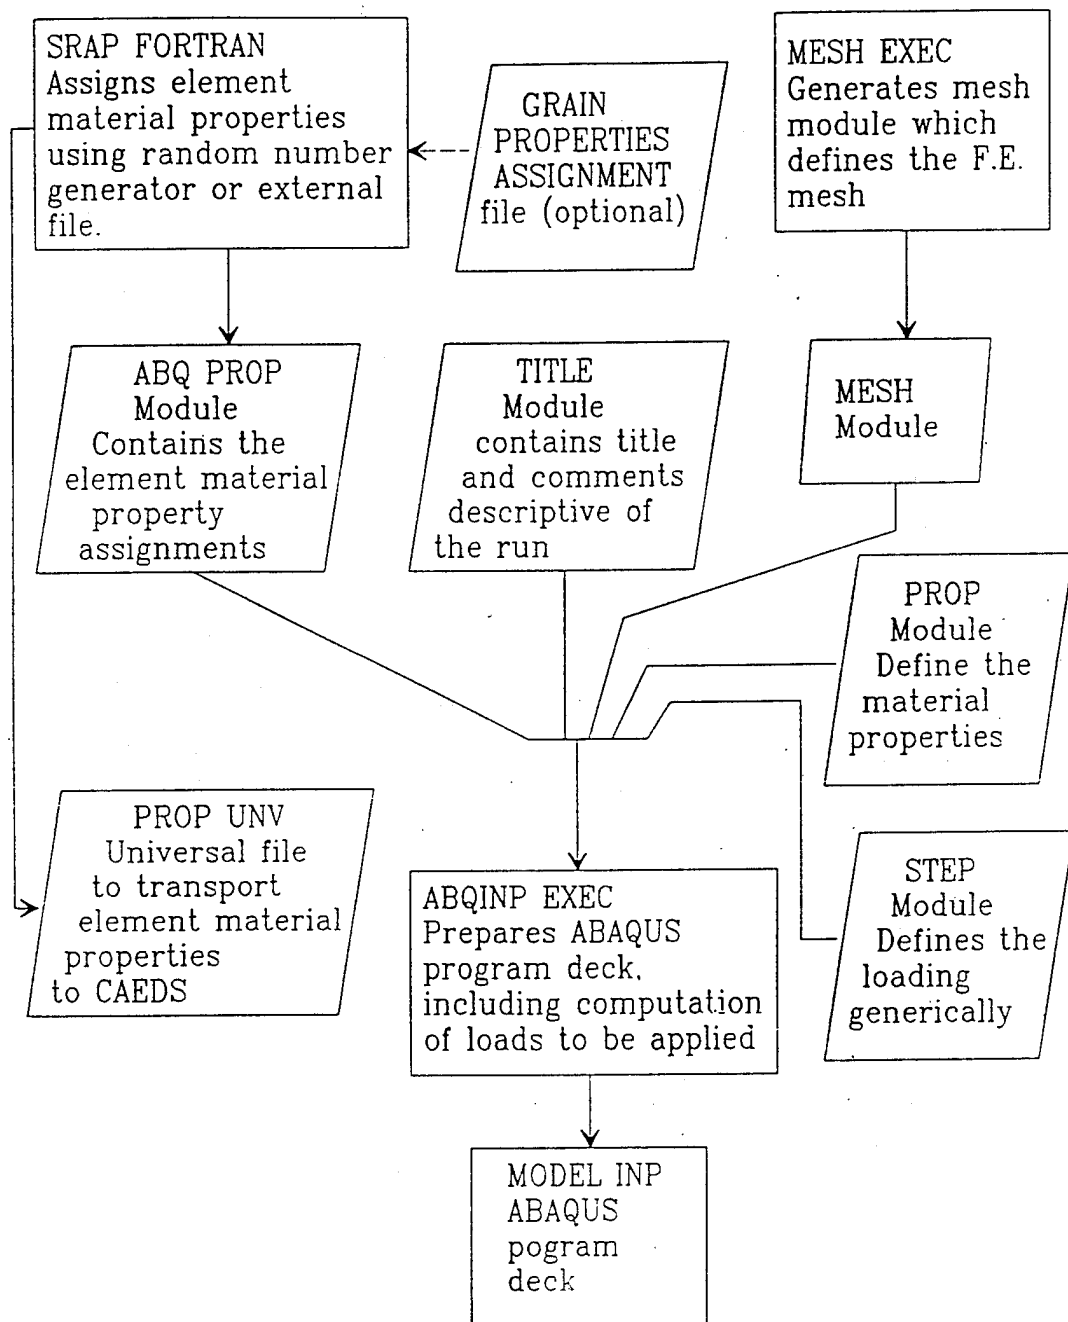 SRAP FORTRAN
Assigns element
material properties
using random number
generator or external
file.
GRAIN
PROPERTIES
ASSIGNMENT
file (optional)
MESH EXEC
Generates mesh
module which
defines the F.E.
mesh
ABQ PROP
Module
Contains the
element material
property
assignments
TITLE
Module
contains title
and comments
descriptive of
the run
MESH
Module
PROP
Module
Define the
material
properties
PROP UNV
Universal file
to transport
element material
properties
to CAEDS
ABQINP EXEC
Prepares ABAQUS
program deck,
including computation
of loads to be applied
STEP
Module
Defines the
loading
generically
MODEL INP
ABAQUS
pogram
deck